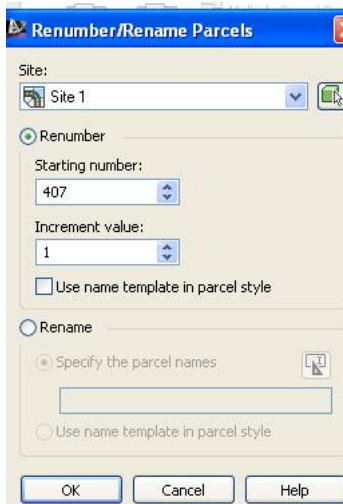 Renumber/Rename Parcels
Site:
Site 1
Renumber
Starting number:
407
Increment value:
1
Use name template in parcel style
Rename
Specify the parcel names
Use name template in parcel style
OK Cancel Help